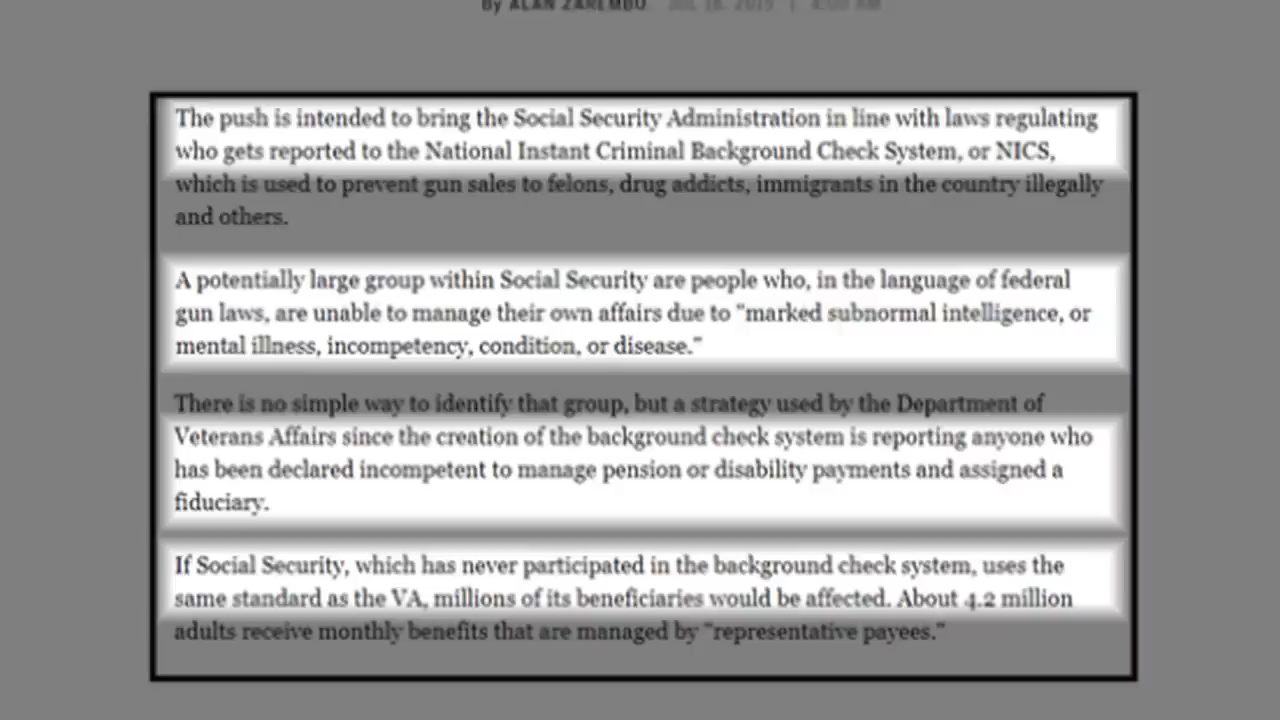 By ALAN ZAREMBO
The push is intended to bring the Social Security Administration in line with laws regulating
who gets reported to the National Instant Criminal Background Check System, or NICS,
which is used to prevent gun sales to felons, drug addicts, immigrants in the country illegally
and others.
A potentially large group within Social Security are people who, in the language of federal
gun laws, are unable to manage their own affairs due to "marked subnormal intelligence, or
mental illness, incompetency, condition, or disease."
There is no simple way to identify that group, but a strategy used by the Department of
Veterans Affairs since the creation of the background check system is reporting anyone who
has been declared incompetent to manage pension or disability payments and assigned a
fiduciary.
If Social Security, which has never participated in the background check system, uses the
same standard as the VA, millions of its beneficiaries would be affected. About 4.2 million
adults receive monthly benefits that are managed by "representative payees."